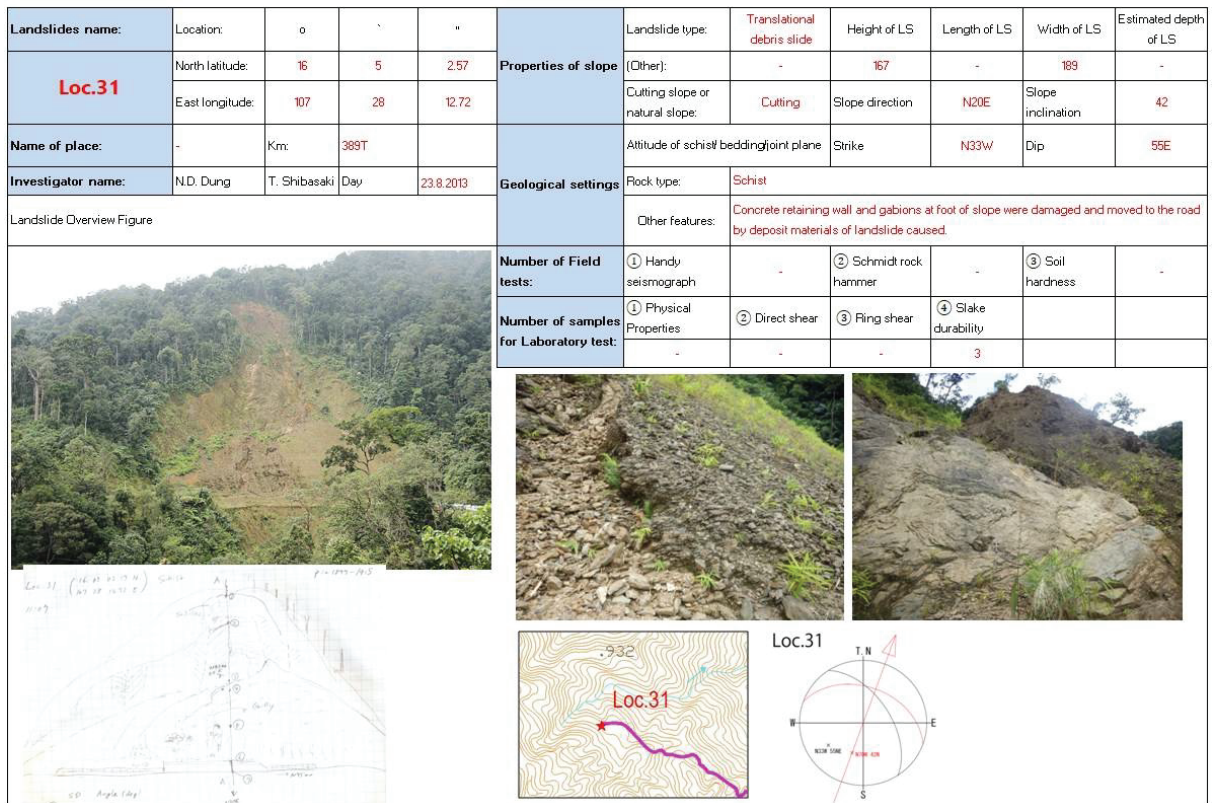 Landslides name: Location: o ` "
Loc.31
North latitude: 16 5 2.57
East longitude: 107 28 12.72
Name of place: - Km: 389T
Investigator name: N.D. Dung T. Shibasaki Day 23.8.2013
Landslide Overview Figure
Properties of slope
Landslide type: Translational debris slide Height of LS Length of LS Width of LS Estimated depth of LS
(Other): - 167 - 189 -
Cutting slope or natural slope: Cutting Slope direction N20E Slope inclination 42
Geological settings
Attitude of schist/ bedding/joint plane Strike N33W Dip 55E
Rock type: Schist
Other features: Concrete retaining wall and gabions at foot of slope were damaged and moved to the road
by deposit materials of landslide caused.
Number of Field tests: ① Handy seismograph - ② Schmidt rock hammer - ③ Soil hardness -
Number of samples for Laboratory test: ① Physical Properties ② Direct shear ③ Ring shear ④ Slake durability
- - - 3
Loc.31
Schist
A
A
.932
Loc.31
Loc.31
T.N
W
E
N33W 55NE
S